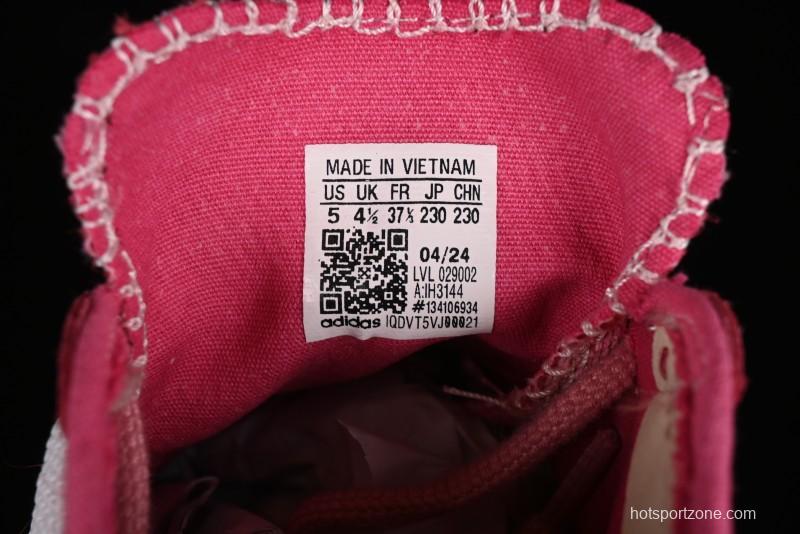 MADE IN VIETNAM
US UK FR JP CHN
5 4½ 37⅓ 230 230
04/24
LVL 029002
A:IH3144
#134106934
adidas IQDVT5VJ00021
hotsportzone.com